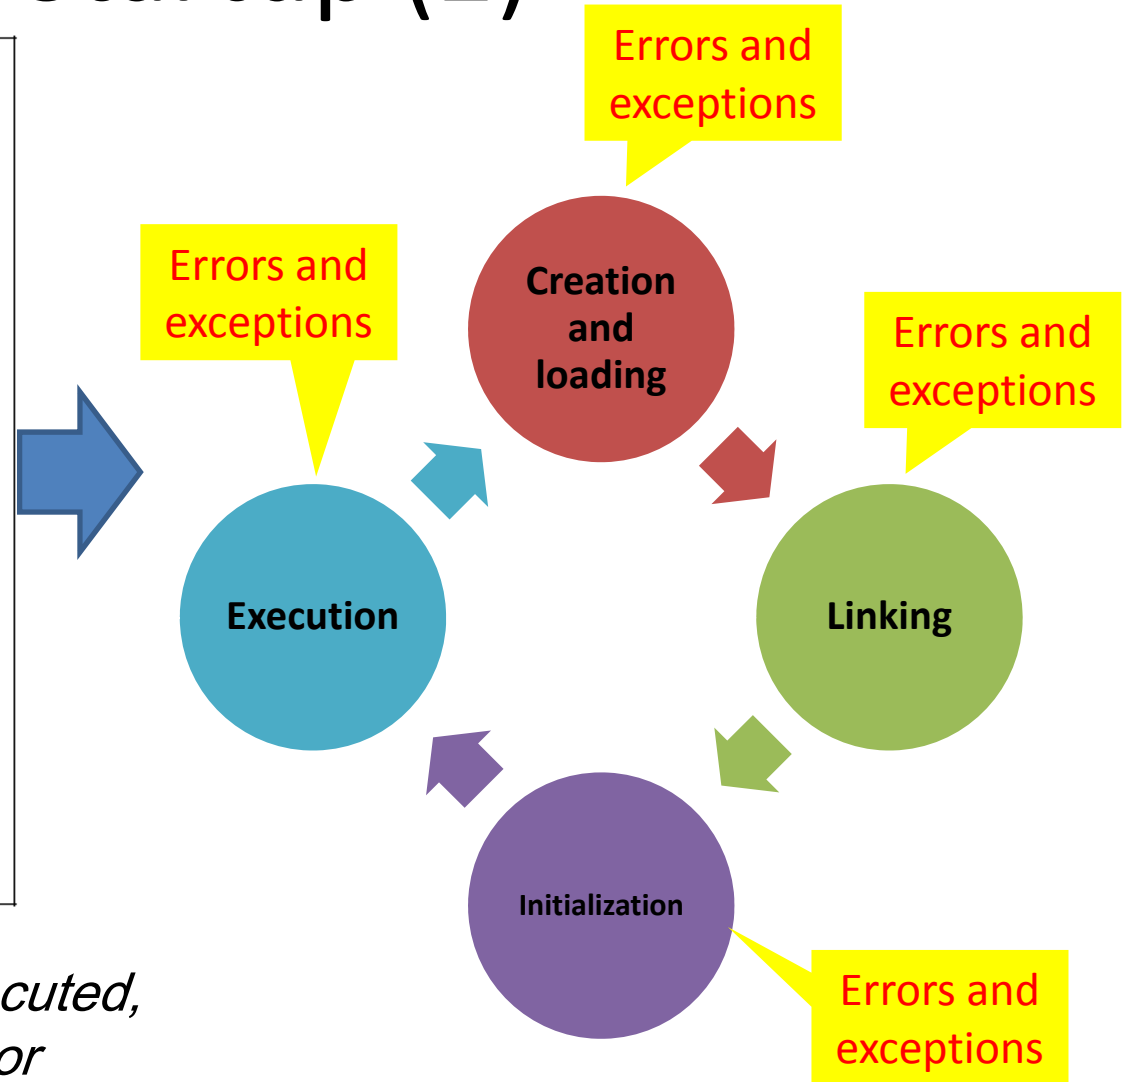 Errors and
exceptions
Errors and
exceptions
Creation
and
loading
Errors and
exceptions
Execution
Linking
Initialization
Errors and
exceptions